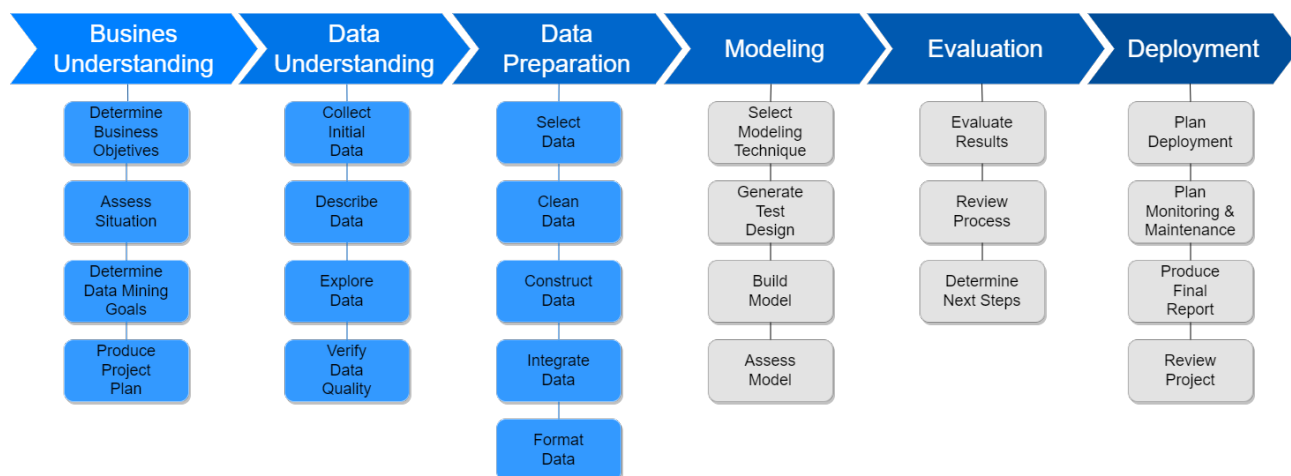 Busines
Understanding
Data
Understanding
Data
Preparation
Modeling
Evaluation
Deployment
Determine
Business
Objetives
Assess
Situation
Determine
Data Mining
Goals
Produce
Project
Plan
Collect
Initial
Data
Describe
Data
Explore
Data
Verify
Data
Quality
Select
Data
Clean
Data
Construct
Data
Integrate
Data
Format
Data
Select
Modeling
Technique
Generate
Test
Design
Build
Model
Assess
Model
Evaluate
Results
Review
Process
Determine
Next Steps
Plan
Deployment
Plan
Monitoring &
Maintenance
Produce
Final
Report
Review
Project